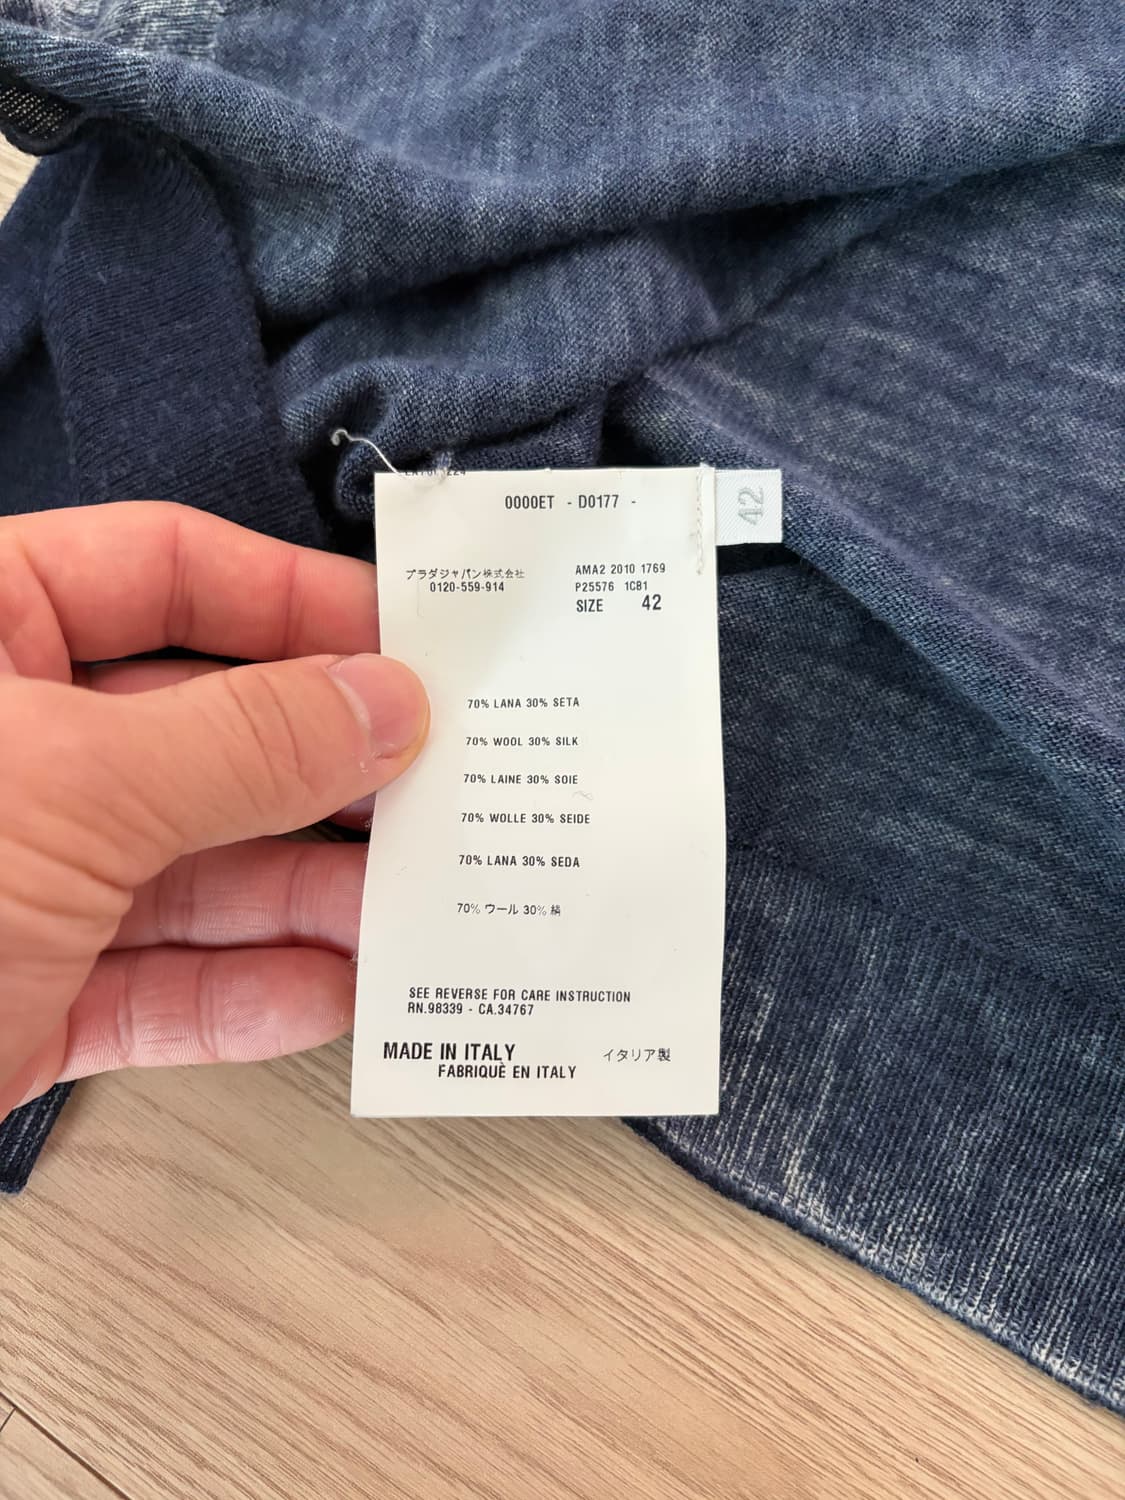 0000ET - D0177 -
42
プラダジャパン株式会社
0120-559-914
AMA2 2010 1769
P25576 1CB1
SIZE 42
70% LANA 30% SETA
70% WOOL 30% SILK
70% LAINE 30% SOIE
70% WOLLE 30% SEIDE
70% LANA 30% SEDA
70% ウール 30% 絹
SEE REVERSE FOR CARE INSTRUCTION
RN.98339 - CA.34767
MADE IN ITALY
イタリア製
FABRIQUÈ EN ITALY